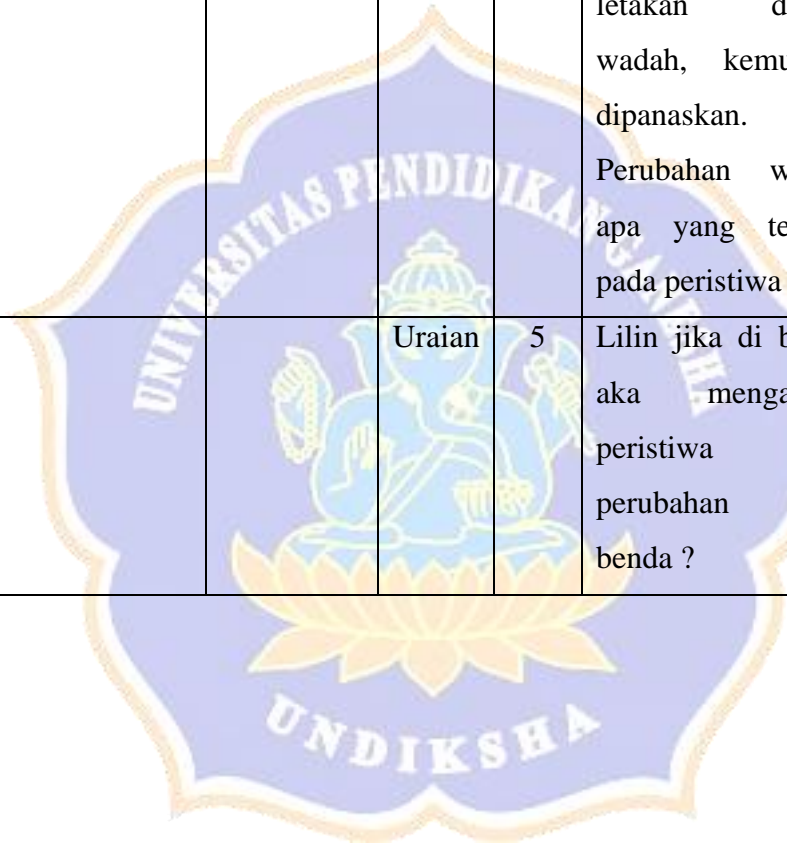 letakan d
wadah, kemu
dipanaskan.
Perubahan w
apa yang te
pada peristiwa
Uraian 5 Lilin jika di b
aka menga
peristiwa
perubahan
benda ?
UNIVERSITAS PENDIDIKAN GANESHA
UNDIKSHA